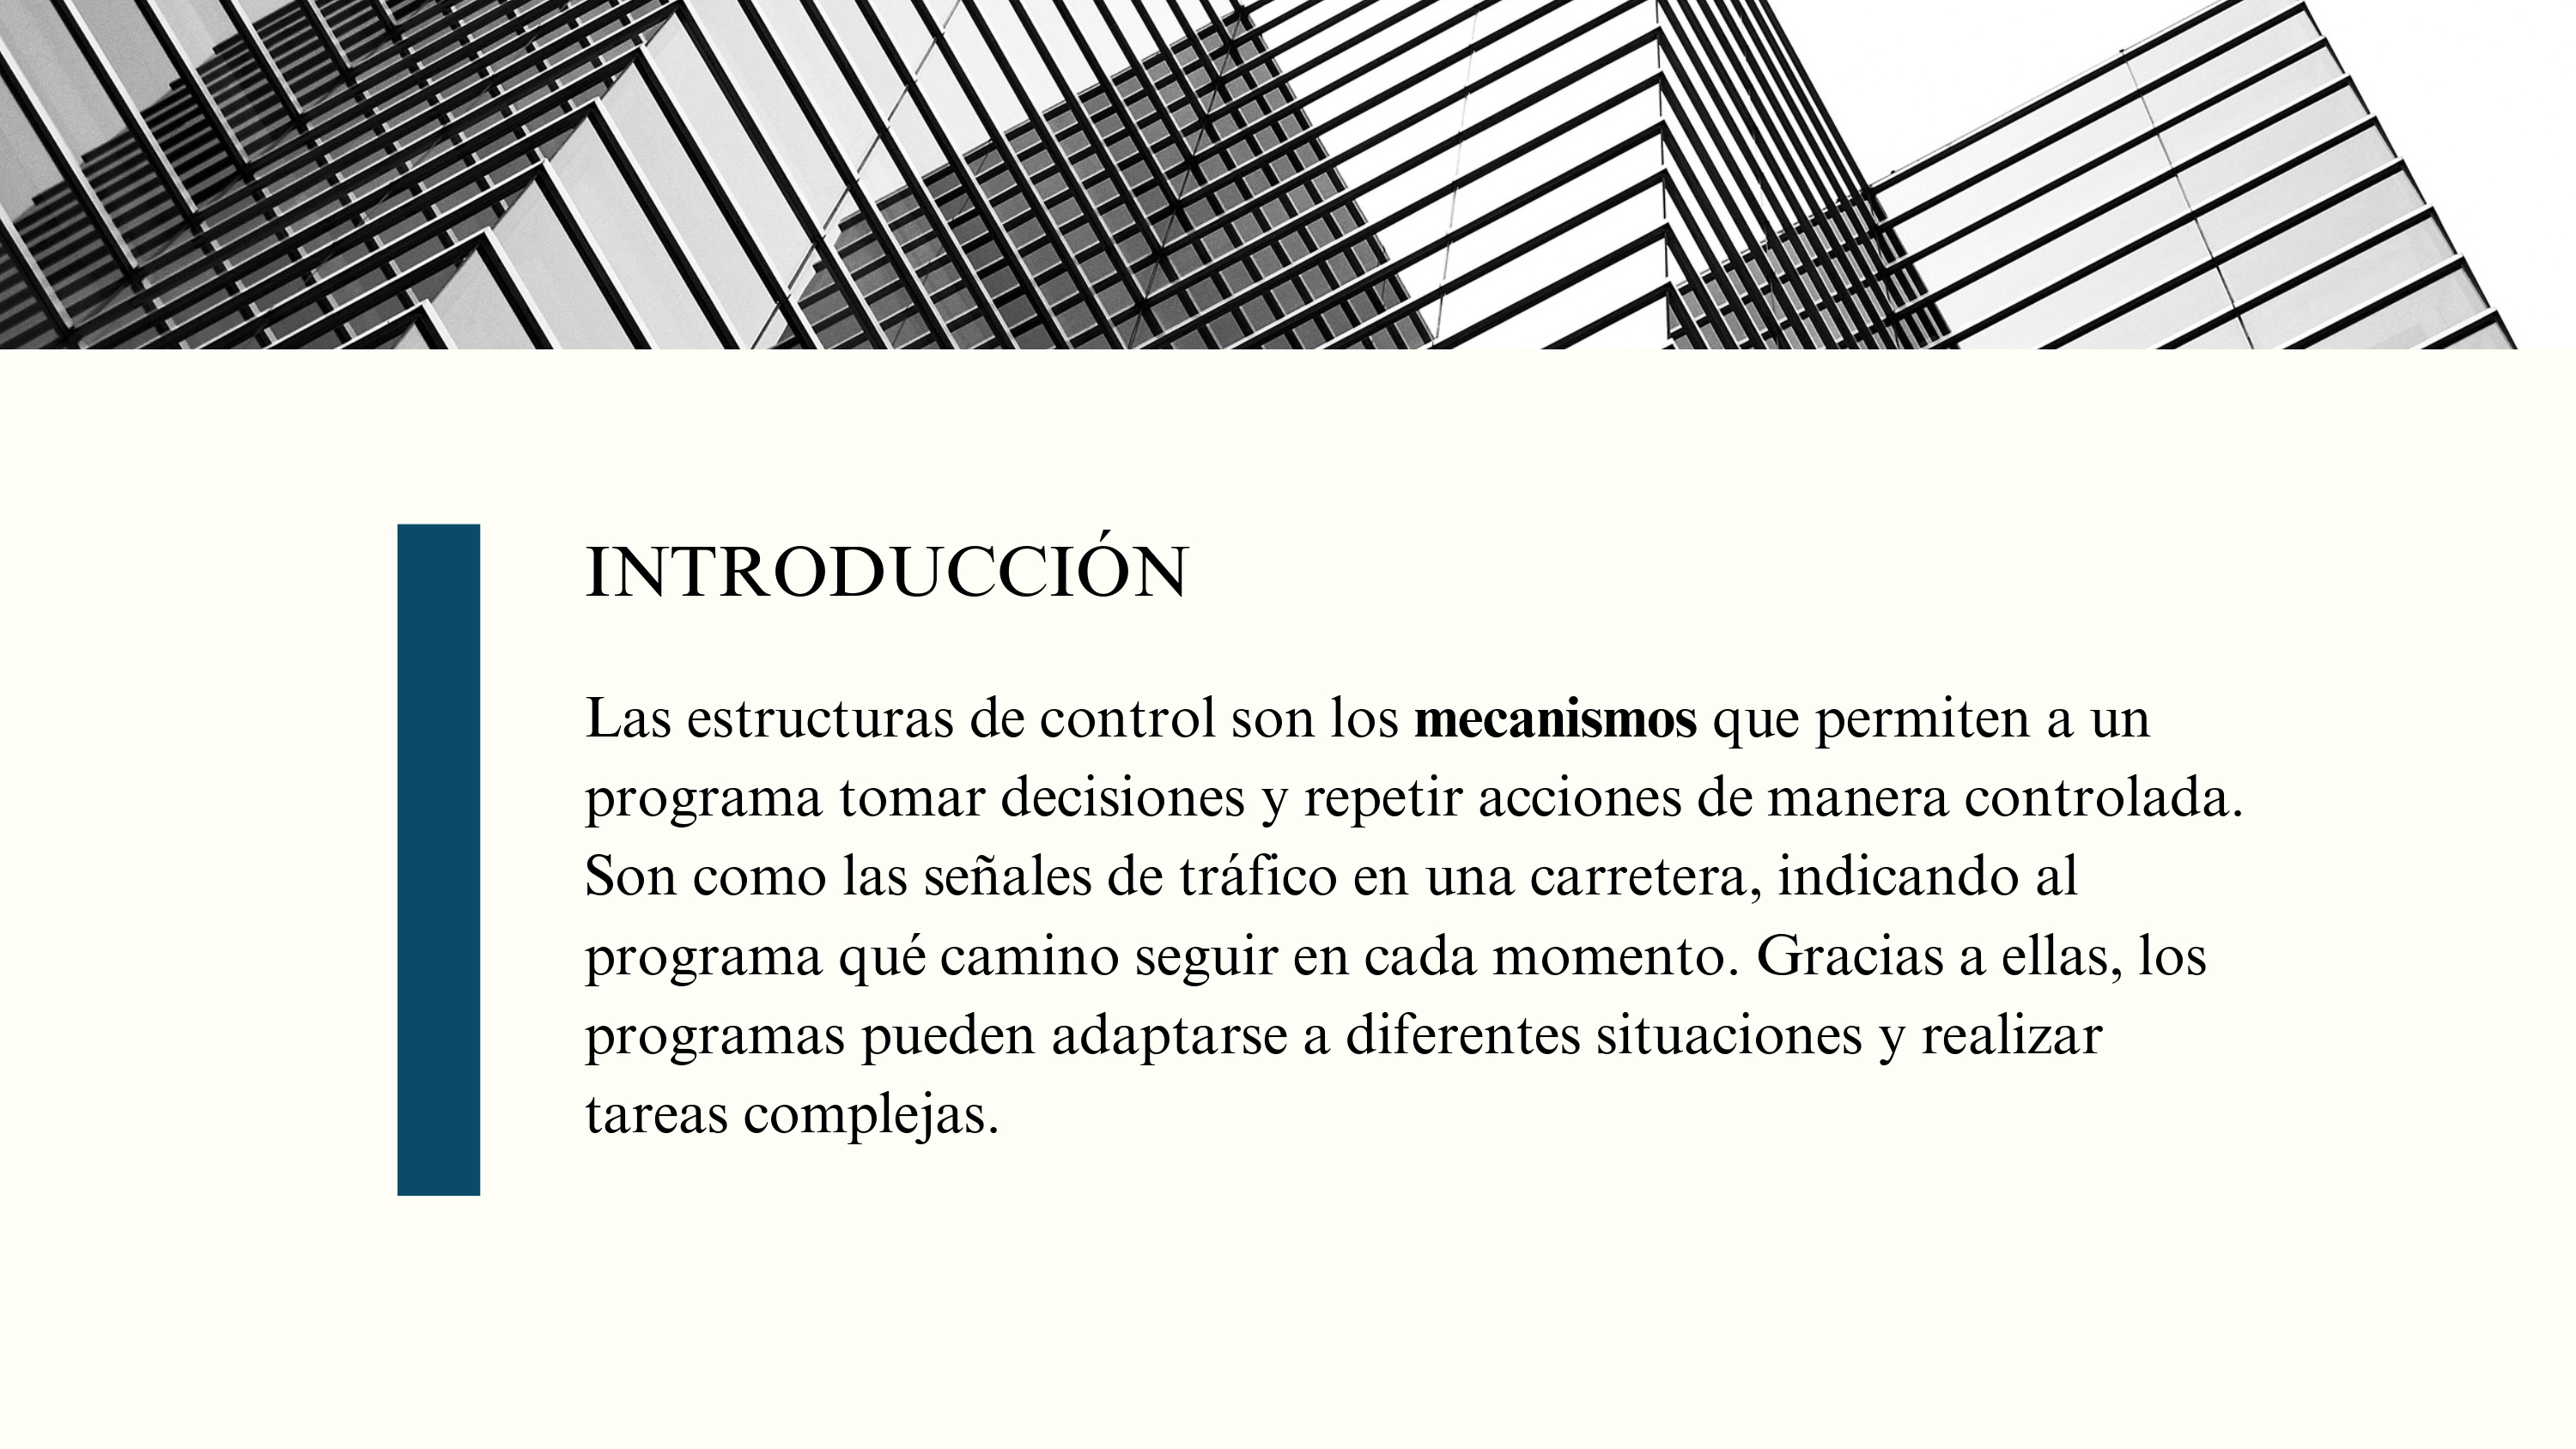 INTRODUCCIÓN
Las estructuras de control son los mecanismos que permiten a un
programa tomar decisiones y repetir acciones de manera controlada.
Son como las señales de tráfico en una carretera, indicando al
programa qué camino seguir en cada momento. Gracias a ellas, los
programas pueden adaptarse a diferentes situaciones y realizar
tareas complejas.